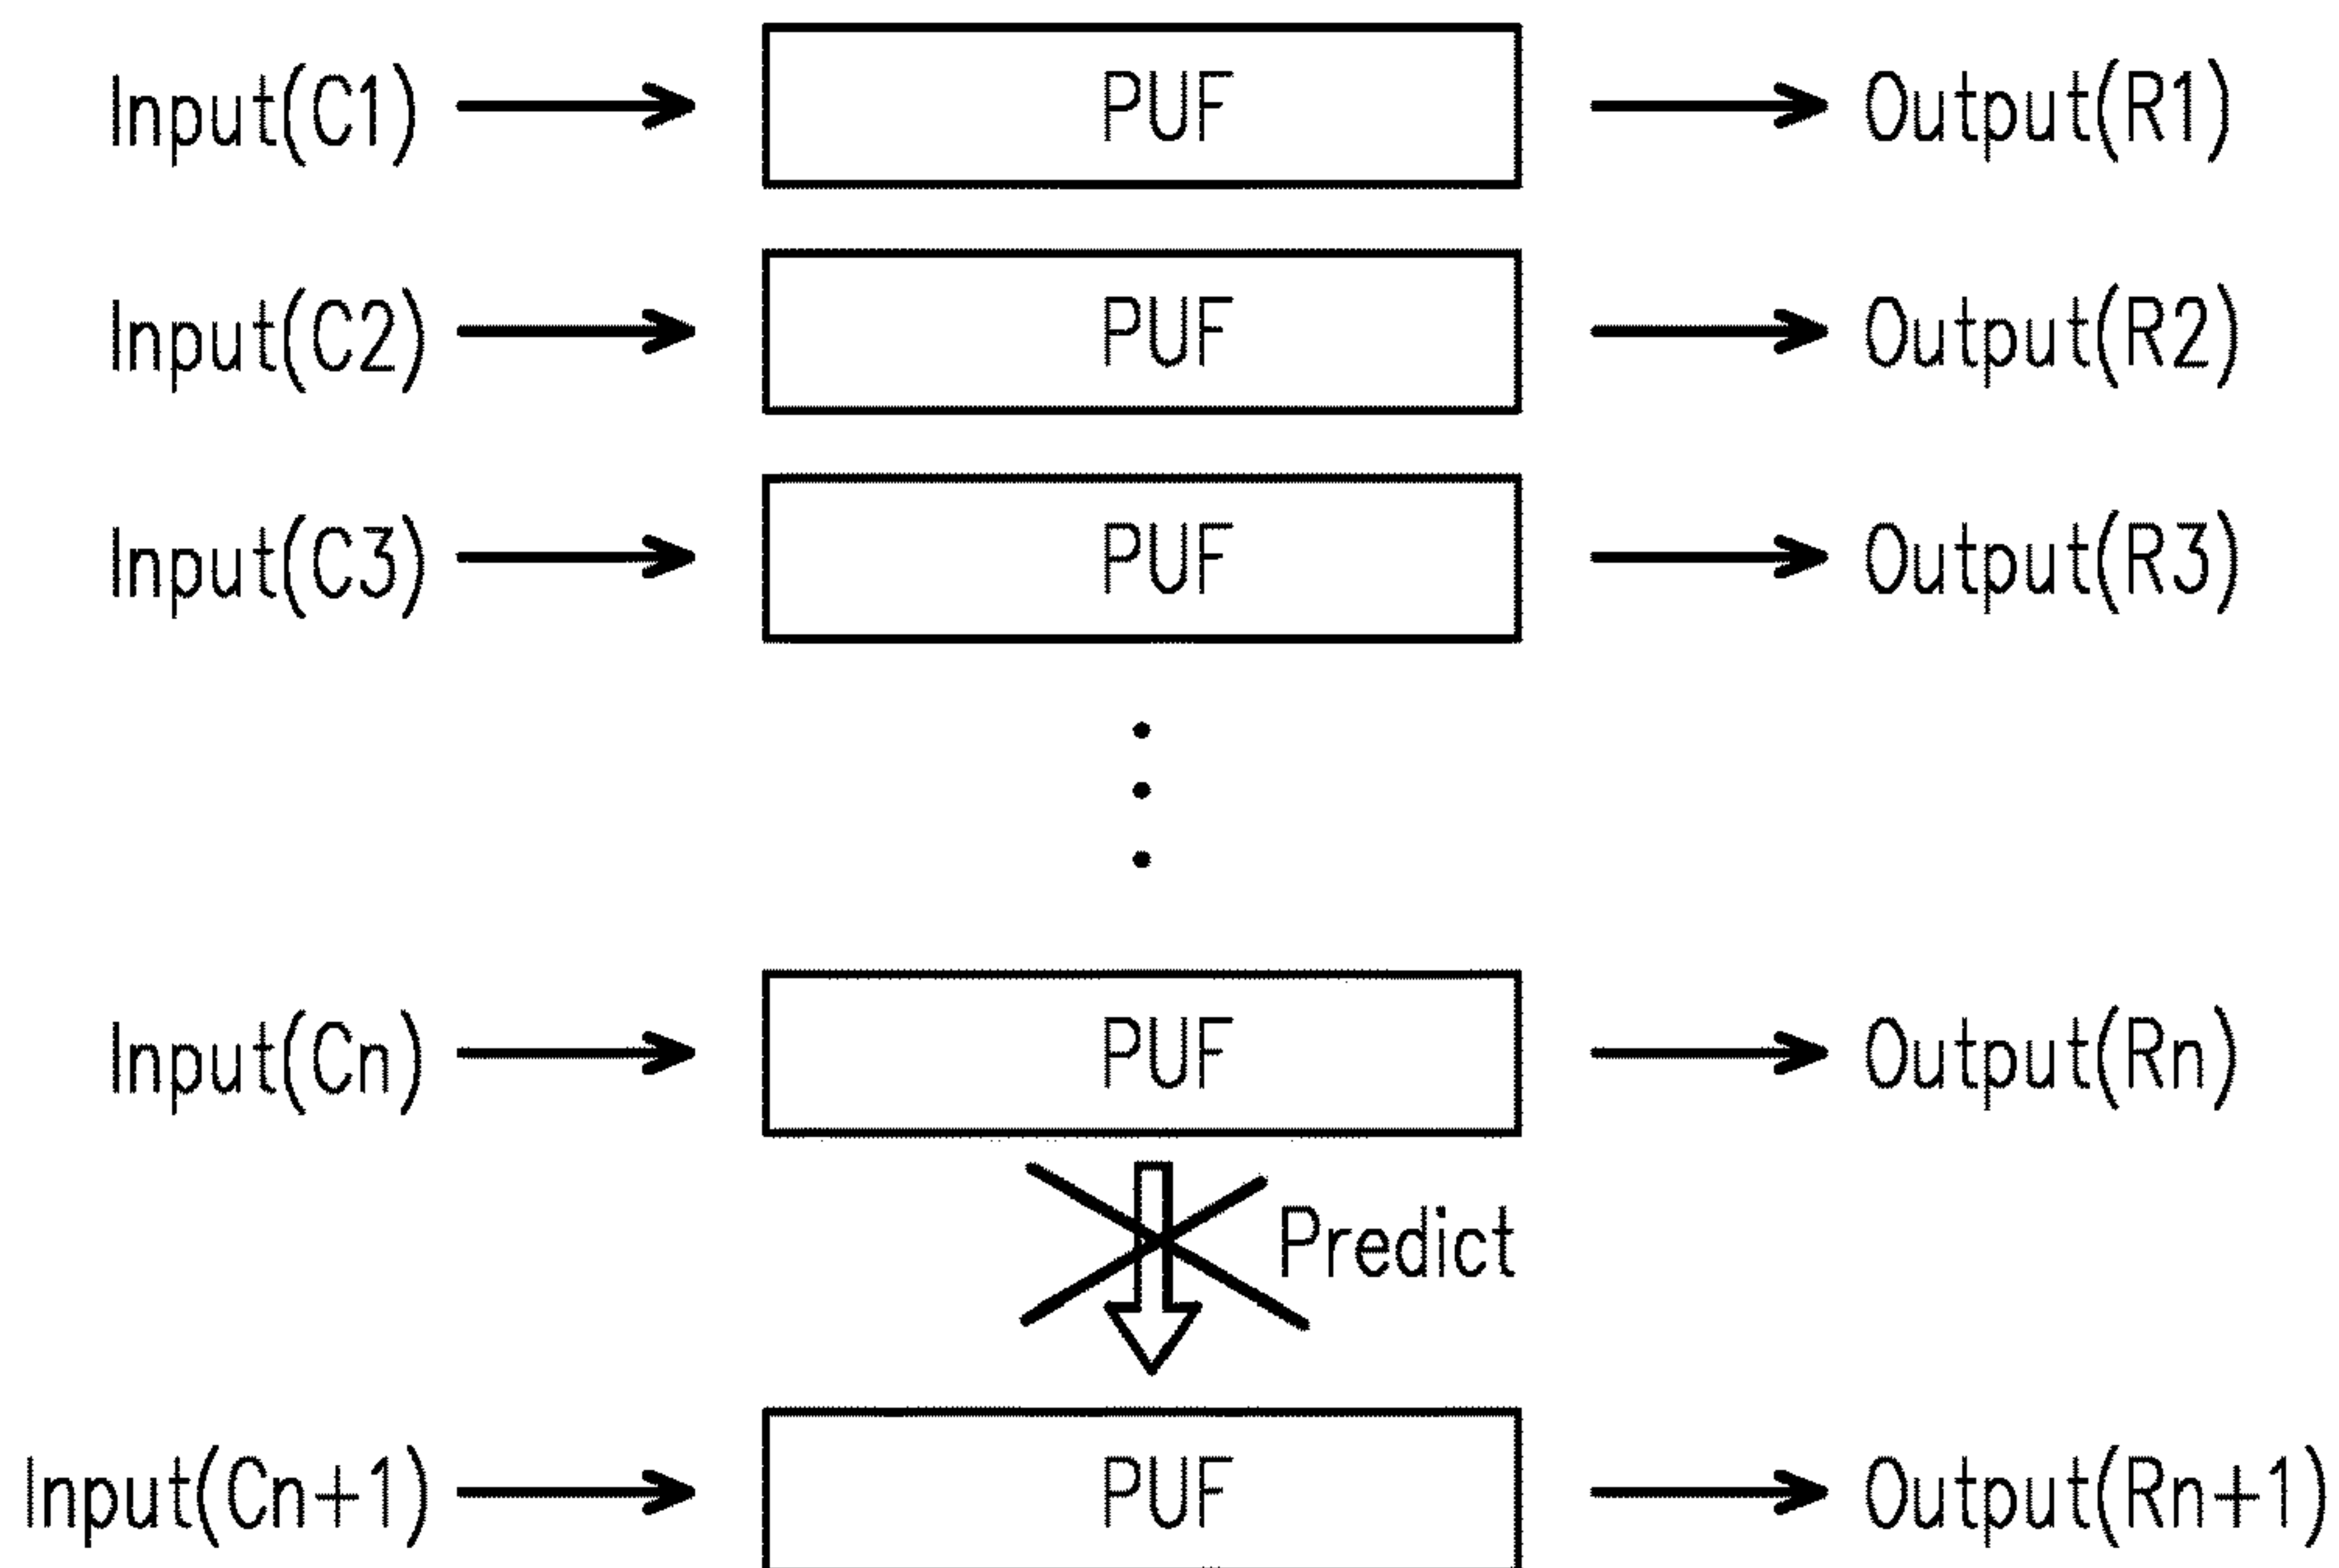 Input(C1) PUF Output(R1)
Input(C2) PUF Output(R2)
Input(C3) PUF Output(R3)
Input(Cn) PUF Output(Rn)
Predict
Input(Cn+1) PUF Output(Rn+1)